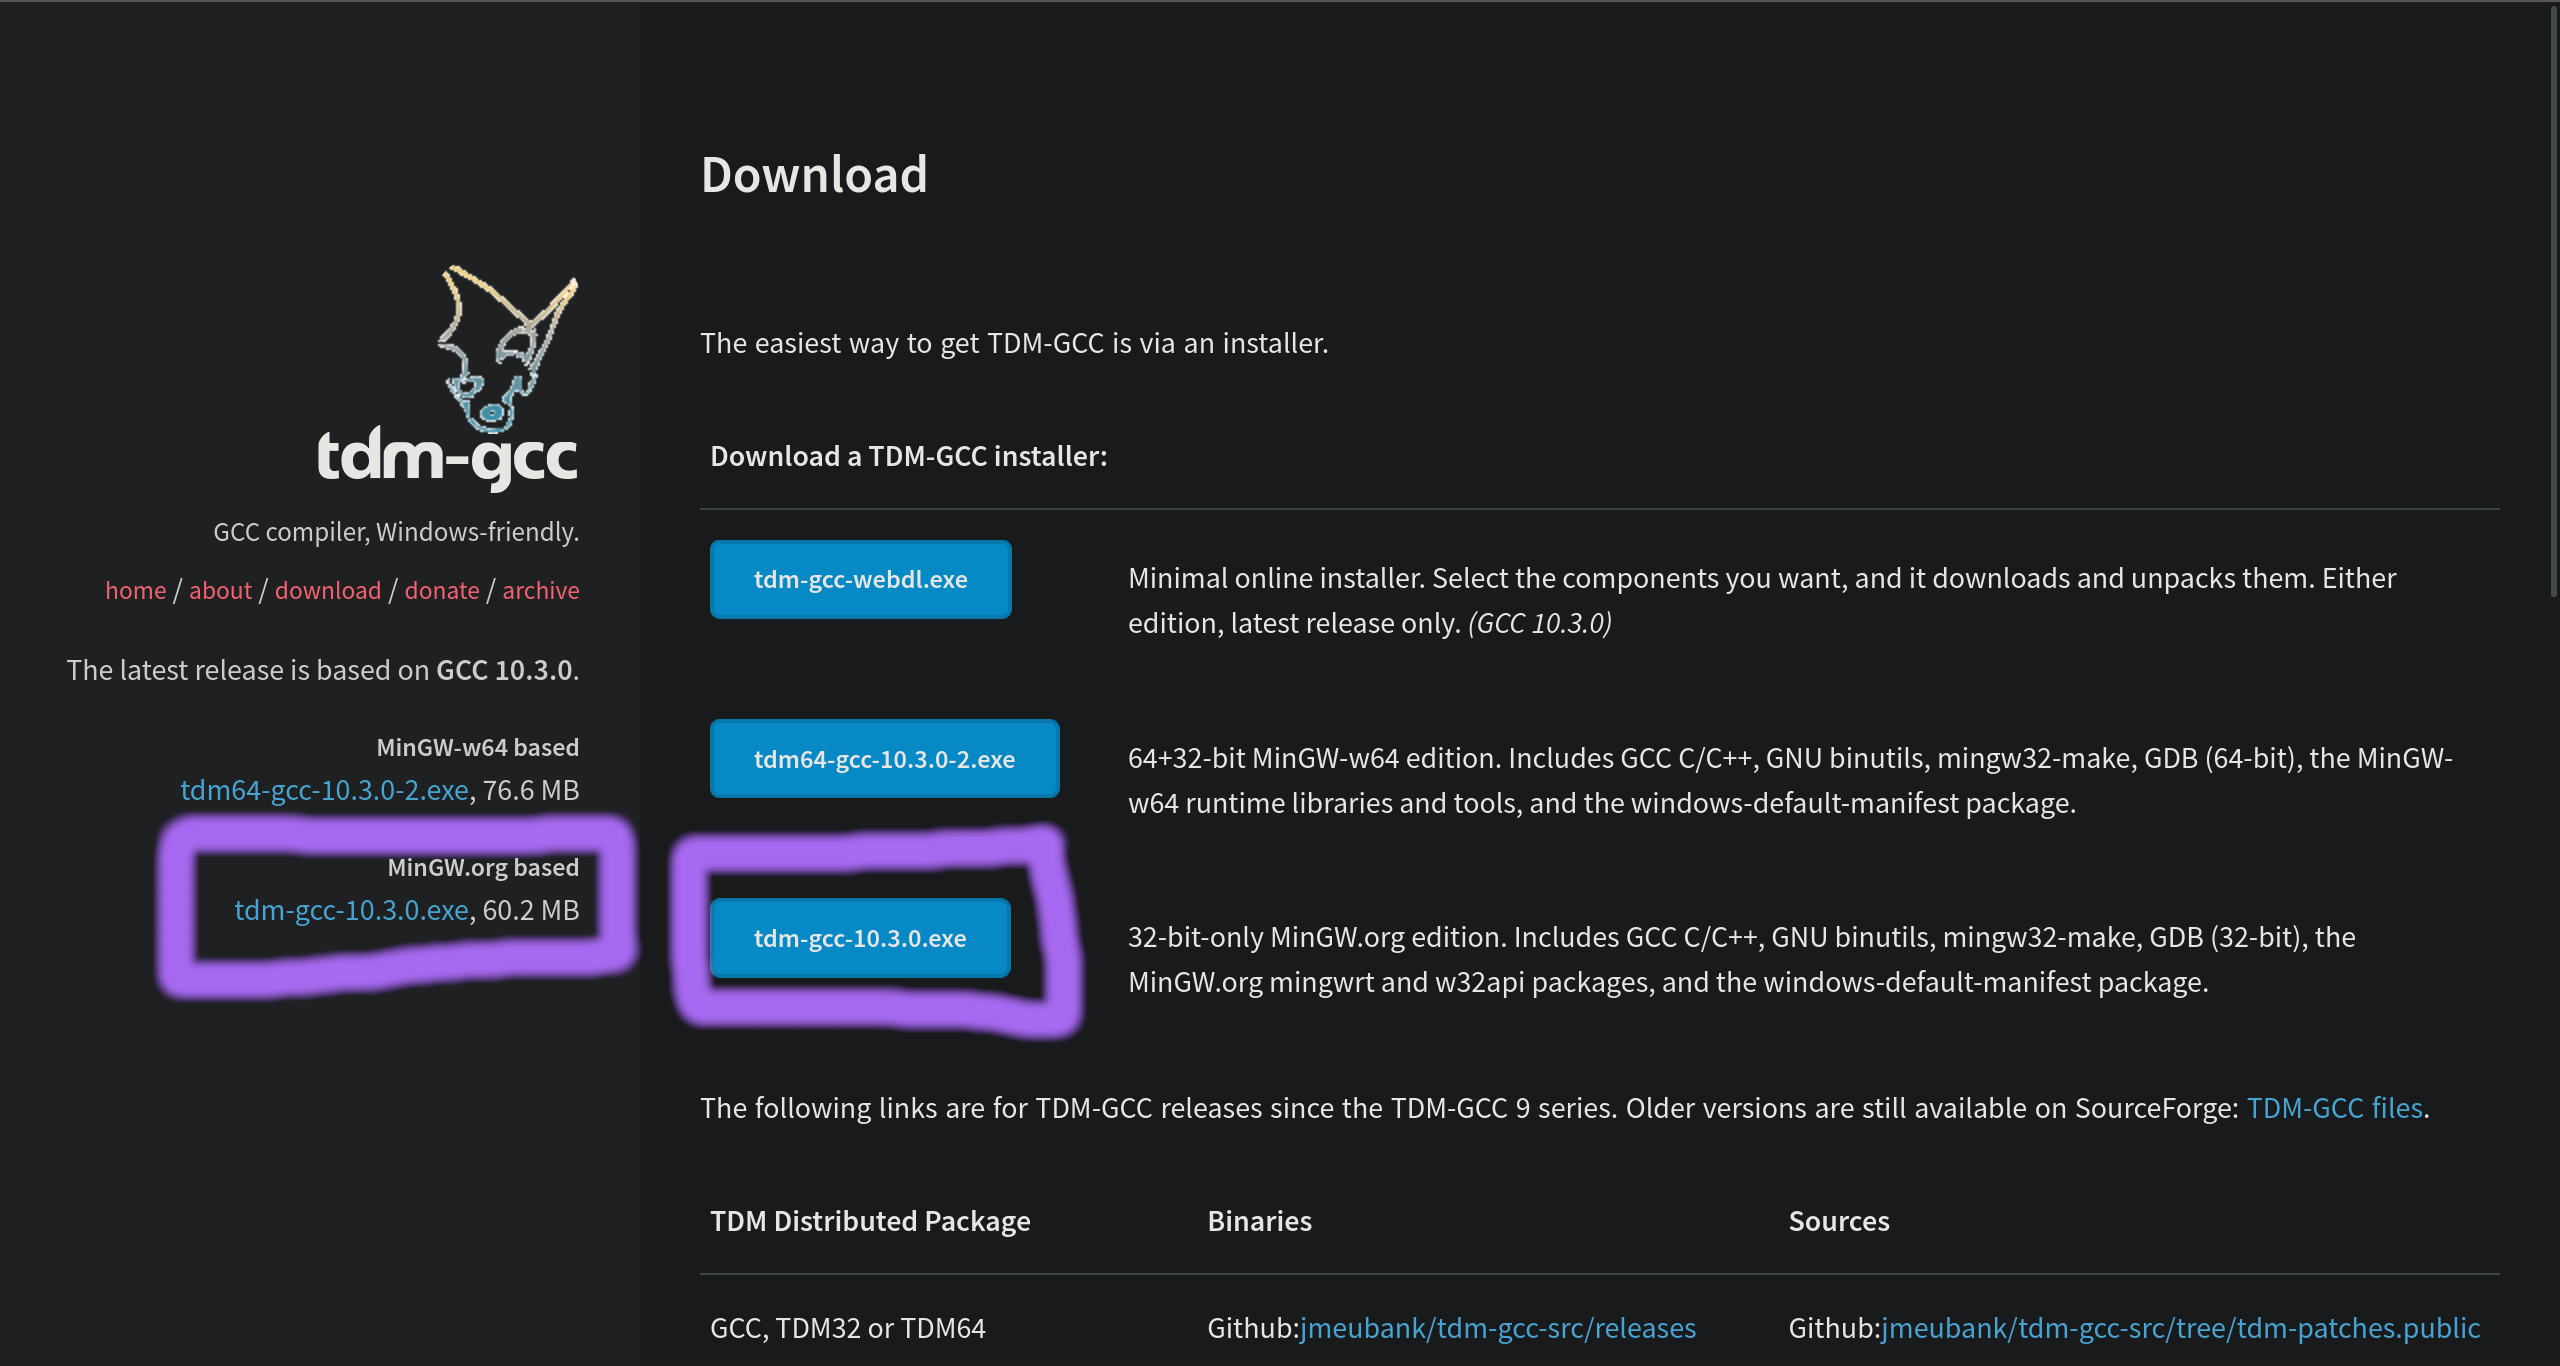 tdm-gcc
GCC compiler, Windows-friendly.
home / about / download / donate / archive
The latest release is based on GCC 10.3.0.
MinGW-w64 based
tdm64-gcc-10.3.0-2.exe, 76.6 MB
MinGW.org based
tdm-gcc-10.3.0.exe, 60.2 MB
Download
The easiest way to get TDM-GCC is via an installer.
Download a TDM-GCC installer:
tdm-gcc-webdl.exe
Minimal online installer. Select the components you want, and it downloads and unpacks them. Either
edition, latest release only. (GCC 10.3.0)
tdm64-gcc-10.3.0-2.exe
64+32-bit MinGW-w64 edition. Includes GCC C/C++, GNU binutils, mingw32-make, GDB (64-bit), the MinGW-
w64 runtime libraries and tools, and the windows-default-manifest package.
tdm-gcc-10.3.0.exe
32-bit-only MinGW.org edition. Includes GCC C/C++, GNU binutils, mingw32-make, GDB (32-bit), the
MinGW.org mingwrt and w32api packages, and the windows-default-manifest package.
The following links are for TDM-GCC releases since the TDM-GCC 9 series. Older versions are still available on SourceForge: TDM-GCC files.
TDM Distributed Package Binaries Sources
GCC, TDM32 or TDM64 Github:jmeubank/tdm-gcc-src/releases Github:jmeubank/tdm-gcc-src/tree/tdm-patches.public